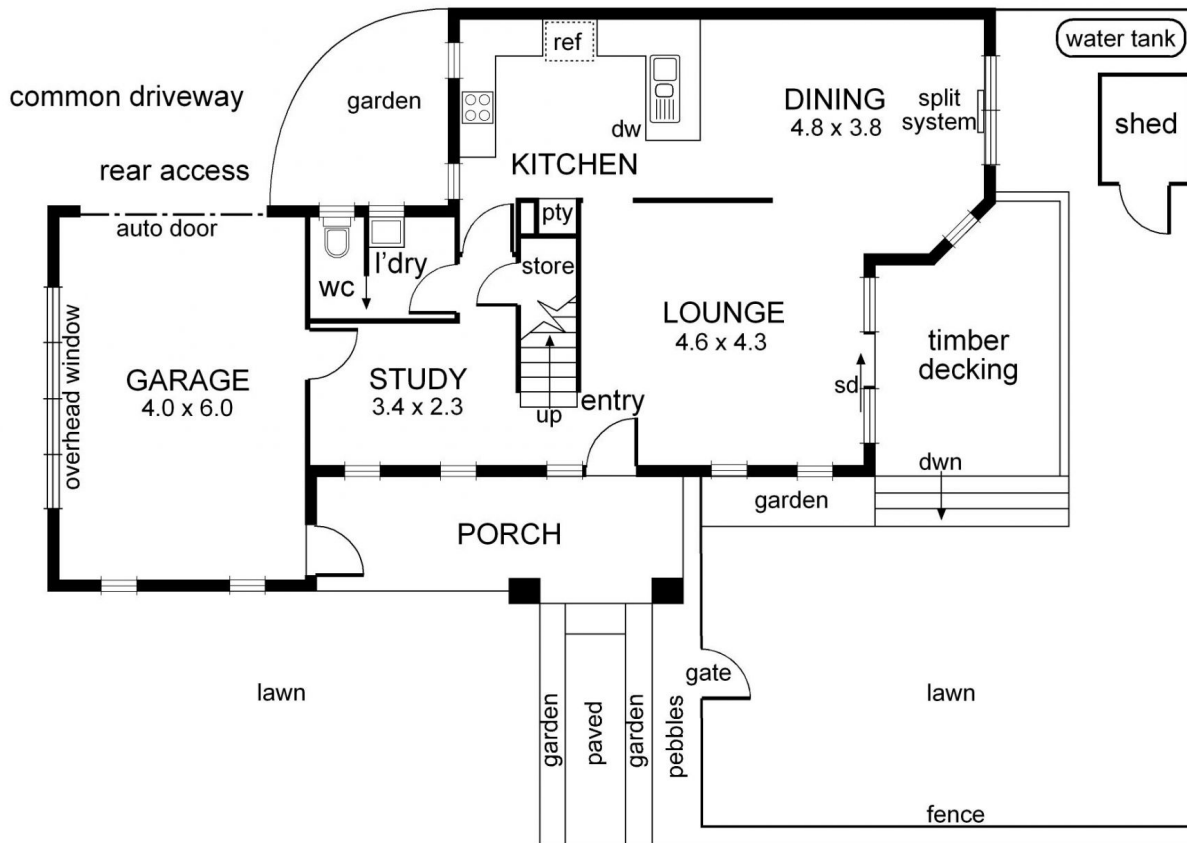 water tank
ref
common driveway
garden
DINING
4.8 x 3.8
split
system
shed
dw
KITCHEN
rear access
auto door
pty
l'dry
store
wc
LOUNGE
4.6 x 4.3
timber
decking
overhead window
GARAGE
4.0 x 6.0
STUDY
3.4 x 2.3
sd
entry
up
dwn
garden
PORCH
gate
lawn
garden
paved
garden
pebbles
lawn
fence